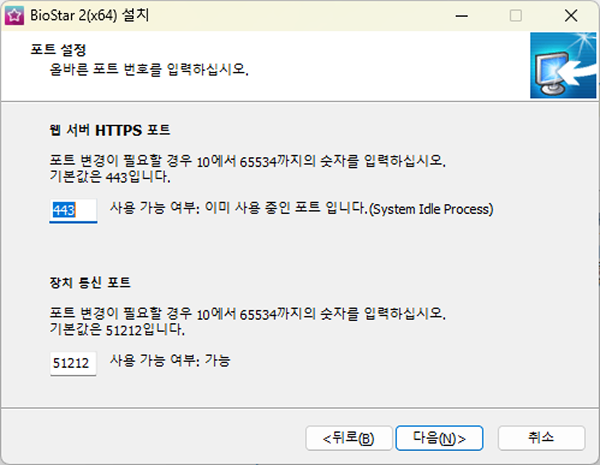 BioStar 2(x64) 설치
포트 설정
올바른 포트 번호를 입력하십시오.
웹 서버 HTTPS 포트
포트 변경이 필요할 경우 10에서 65534까지의 숫자를 입력하십시오.
기본값은 443입니다.
443 사용 가능 여부: 이미 사용 중인 포트 입니다.(System Idle Process)
장치 통신 포트
포트 변경이 필요할 경우 10에서 65534까지의 숫자를 입력하십시오.
기본값은 51212입니다.
51212 사용 가능 여부: 가능
<뒤로(B) 다음(N)> 취소